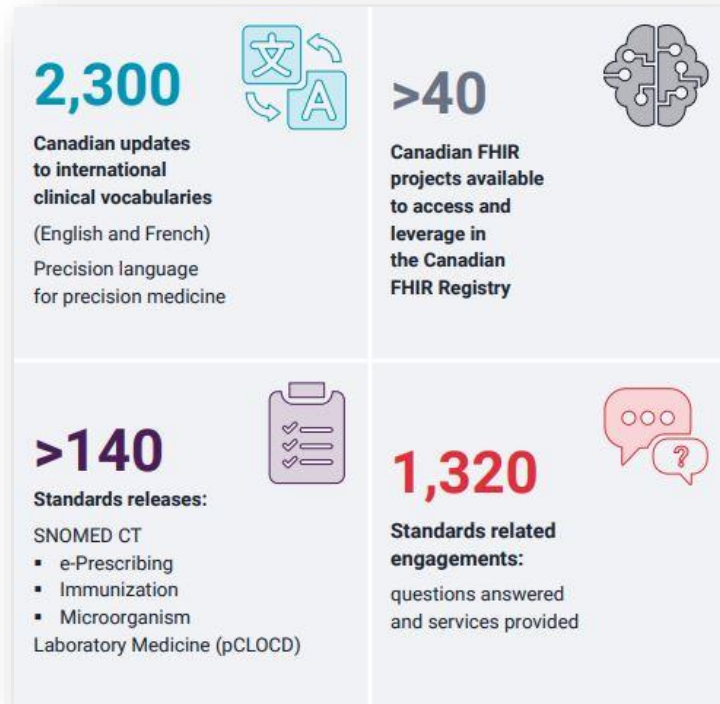 2,300
文
A
Canadian updates
to international
clinical vocabularies
(English and French)
Precision language
for precision medicine
>40
Canadian FHIR
projects available
to access and
leverage in
the Canadian
FHIR Registry
>140
Standards releases:
SNOMED CT
▪ e-Prescribing
▪ Immunization
▪ Microorganism
Laboratory Medicine (pCLOCD)
?
1,320
Standards related
engagements:
questions answered
and services provided